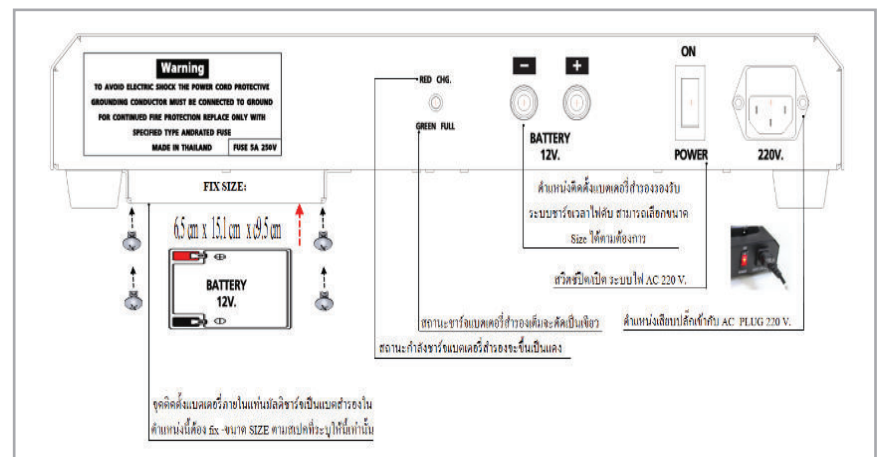 Warning
TO AVOID ELECTRIC SHOCK THE POWER CORD PROTECTIVE
GROUNDING CONDUCTOR MUST BE CONNECTED TO GROUND
FOR CONTINUED FIRE PROTECTION REPLACE ONLY WITH
SPECIFIED TYPE ANDRATED FUSE
MADE IN THAILAND
FUSE 5A 250V
RED CHG.
GREEN FULL
− +
BATTERY
12V.
ON
POWER
220V.
FIX SIZE:
6,5 cm x 15,1 cm x c9,5 cm
BATTERY
12V.
ตำแหน่งติดตั้งแบตเตอรี่สำรองรองรับ
ระบบชาร์จเวลาไฟดับ สามารถเลือกขนาด
Size ได้ตามต้องการ
สวิตซ์ปิด/เปิด ระบบไฟ AC 220 V.
ตำแหน่งเสียบปลั๊กเข้ากับ AC PLUG 220 V.
สถานะชาร์จแบตเตอรี่สำรองเต็มจะตัดเป็นเขียว
สถานะกำลังชาร์จแบตเตอรี่สำรองจะขึ้นเป็นแดง
ชุดติดตั้งแบตเตอรี่ภายในแท่นมัลติชาร์จเป็นแบตสำรองใน
ตำแหน่งนี้ต้อง fix -ขนาด SIZE ตามสเปคที่ระบุให้นี้เท่านั้น